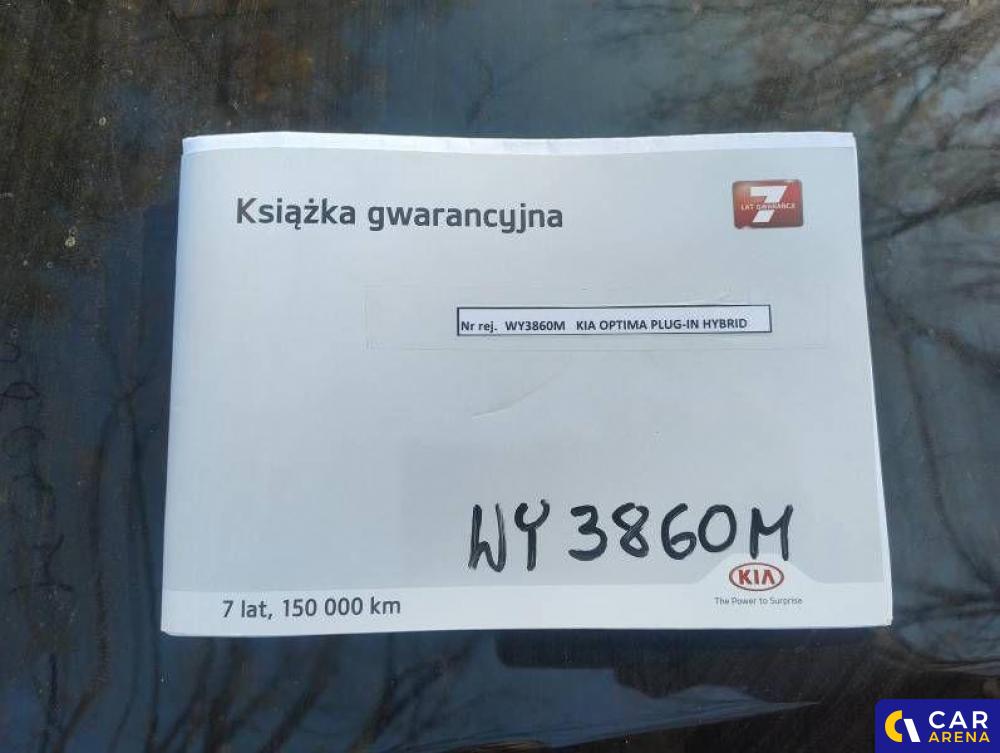 Książka gwarancyjna
7
LAT GWARANCJI
Nr rej. WY3860M KIA OPTIMA PLUG-IN HYBRID
WY3860M
KIA
The Power to Surprise
7 lat, 150 000 km
CAR
ARENA